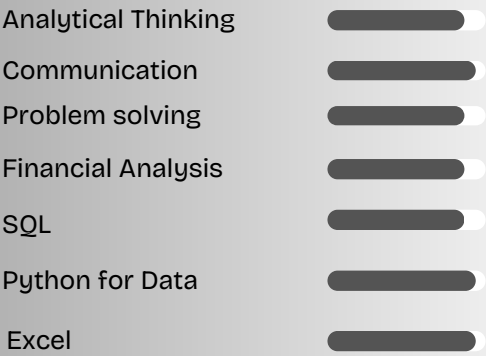 Analytical Thinking
Communication
Problem solving
Financial Analysis
SQL
Python for Data
Excel